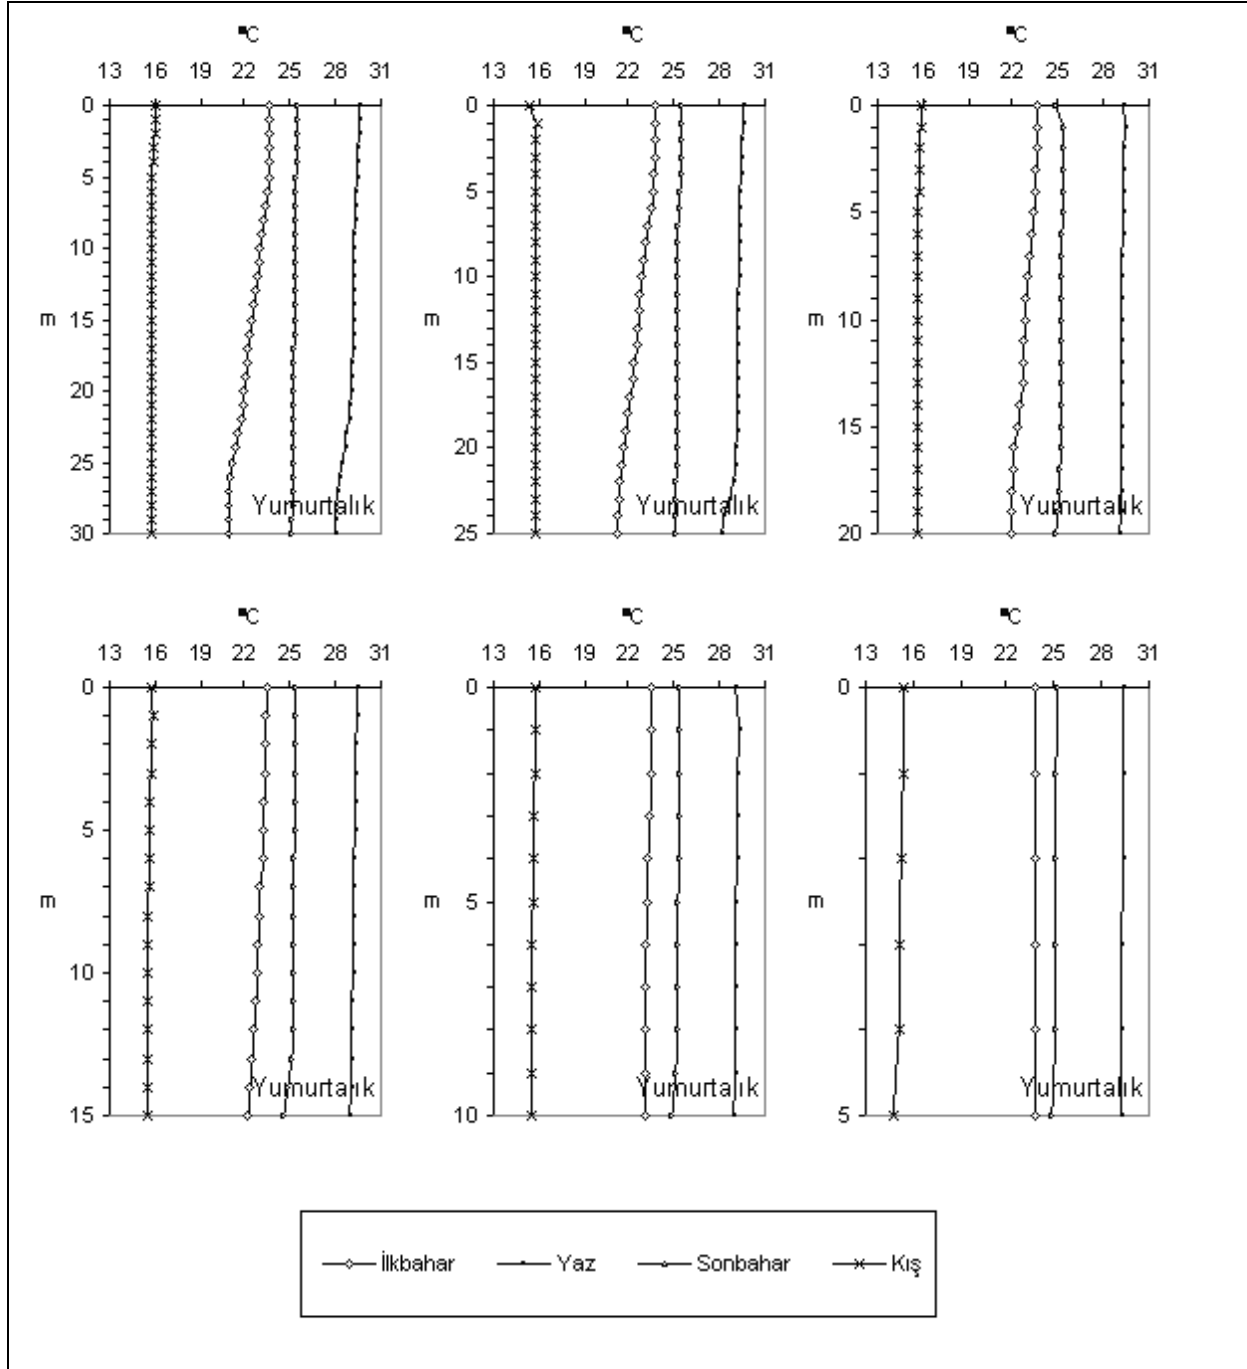 °C °C °C
13 16 19 22 25 28 31 13 16 19 22 25 28 31 13 16 19 22 25 28 31
0 0 0
5 5 5
10 10
m m m 10
15 15
20 20 15
25
Yumurtalık Yumurtalık Yumurtalık
30 25 20
°C °C °C
13 16 19 22 25 28 31 13 16 19 22 25 28 31 13 16 19 22 25 28 31
0 0 0
5
m m 5 m
10
Yumurtalık Yumurtalık Yumurtalık
15 10 5
İlkbahar Yaz Sonbahar Kış